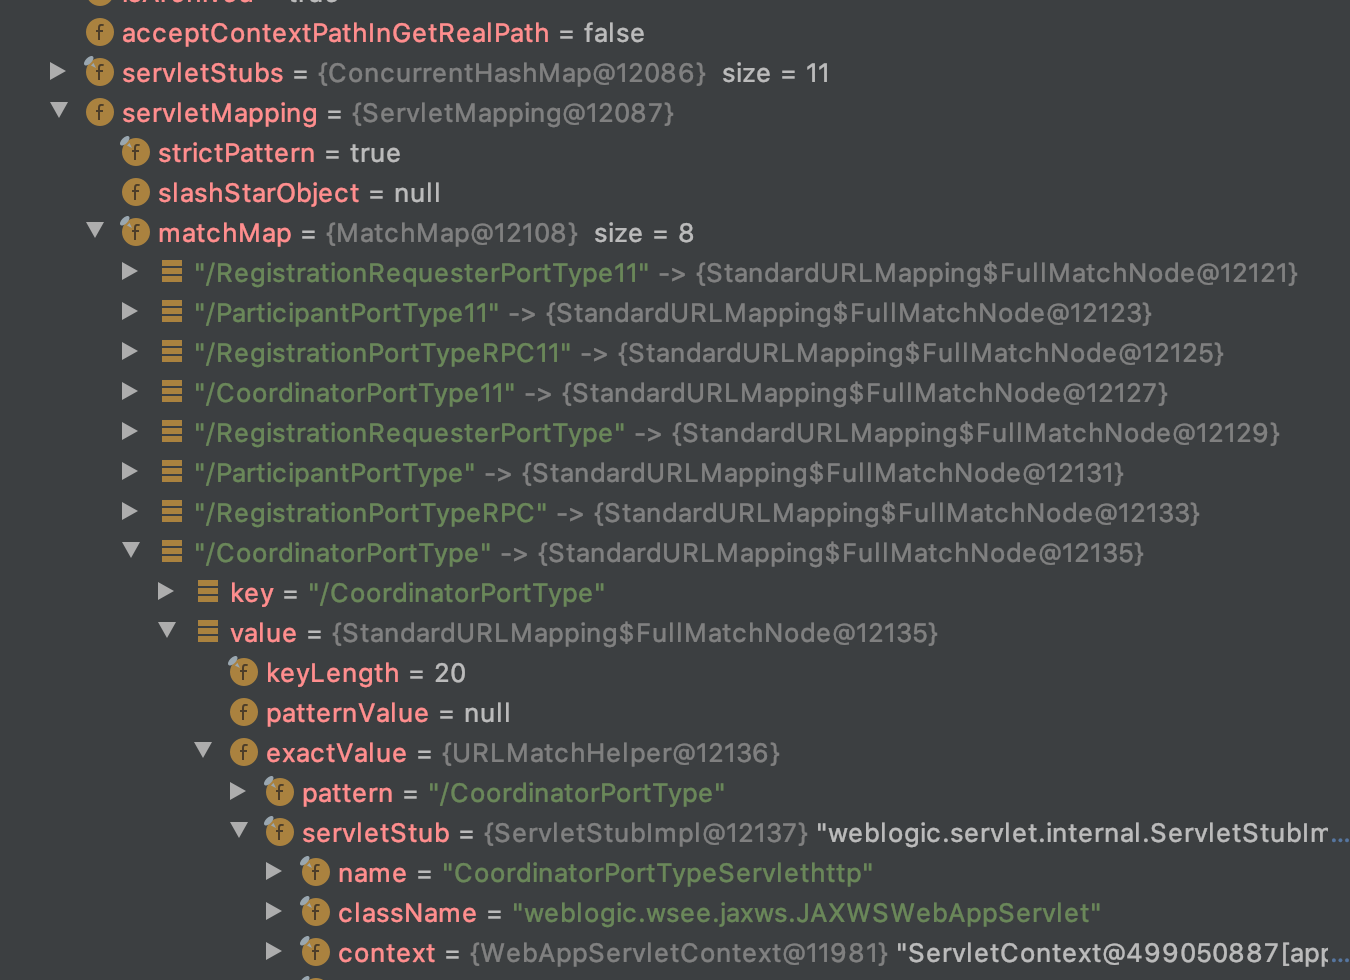 isArchived = true
acceptContextPathInGetRealPath = false
servletStubs = {ConcurrentHashMap@12086} size = 11
servletMapping = {ServletMapping@12087}
strictPattern = true
slashStarObject = null
matchMap = {MatchMap@12108} size = 8
"/RegistrationRequesterPortType11" -> {StandardURLMapping$FullMatchNode@12121}
"/ParticipantPortType11" -> {StandardURLMapping$FullMatchNode@12123}
"/RegistrationPortTypeRPC11" -> {StandardURLMapping$FullMatchNode@12125}
"/CoordinatorPortType11" -> {StandardURLMapping$FullMatchNode@12127}
"/RegistrationRequesterPortType" -> {StandardURLMapping$FullMatchNode@12129}
"/ParticipantPortType" -> {StandardURLMapping$FullMatchNode@12131}
"/RegistrationPortTypeRPC" -> {StandardURLMapping$FullMatchNode@12133}
"/CoordinatorPortType" -> {StandardURLMapping$FullMatchNode@12135}
key = "/CoordinatorPortType"
value = {StandardURLMapping$FullMatchNode@12135}
keyLength = 20
patternValue = null
exactValue = {URLMatchHelper@12136}
pattern = "/CoordinatorPortType"
servletStub = {ServletStubImpl@12137} "weblogic.servlet.internal.ServletStubIm...
name = "CoordinatorPortTypeServlethttp"
className = "weblogic.wsee.jaxws.JAXWSWebAppServlet"
context = {WebAppServletContext@11981} "ServletContext@499050887[app...